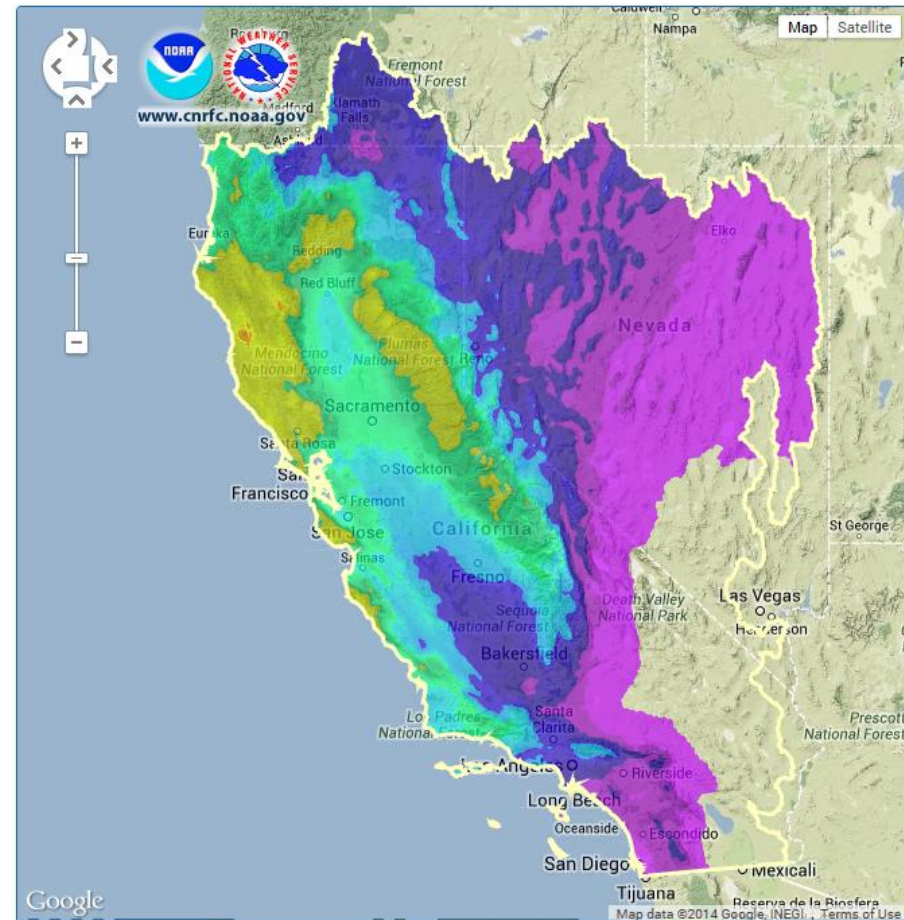 Caldwell
Nampa
Map
Satellite
NOAA
NATIONAL WEATHER SERVICE
www.cnrfc.noaa.gov
Fremont
National Forest
Medford
Klamath
Falls
Ashland
Eureka
Redding
Red Bluff
Elko
Nevada
Mendocino
National Forest
Plumas
National Forest
Reno
Sacramento
Santa Rosa
San
Francisco
Stockton
Fremont
San Jose
California
Salinas
Fresno
St George
Sequoia
National Forest
Death Valley
National Park
Las Vegas
Henderson
Bakersfield
Los Padres
National Forest
Santa
Clarita
Prescott
National Forest
Los Angeles
Riverside
Long Beach
Oceanside
Escondido
San Diego
Mexicali
Tijuana
Reserva de la Biosfera
Google
Map data ©2014 Google, INEGI
Terms of Use